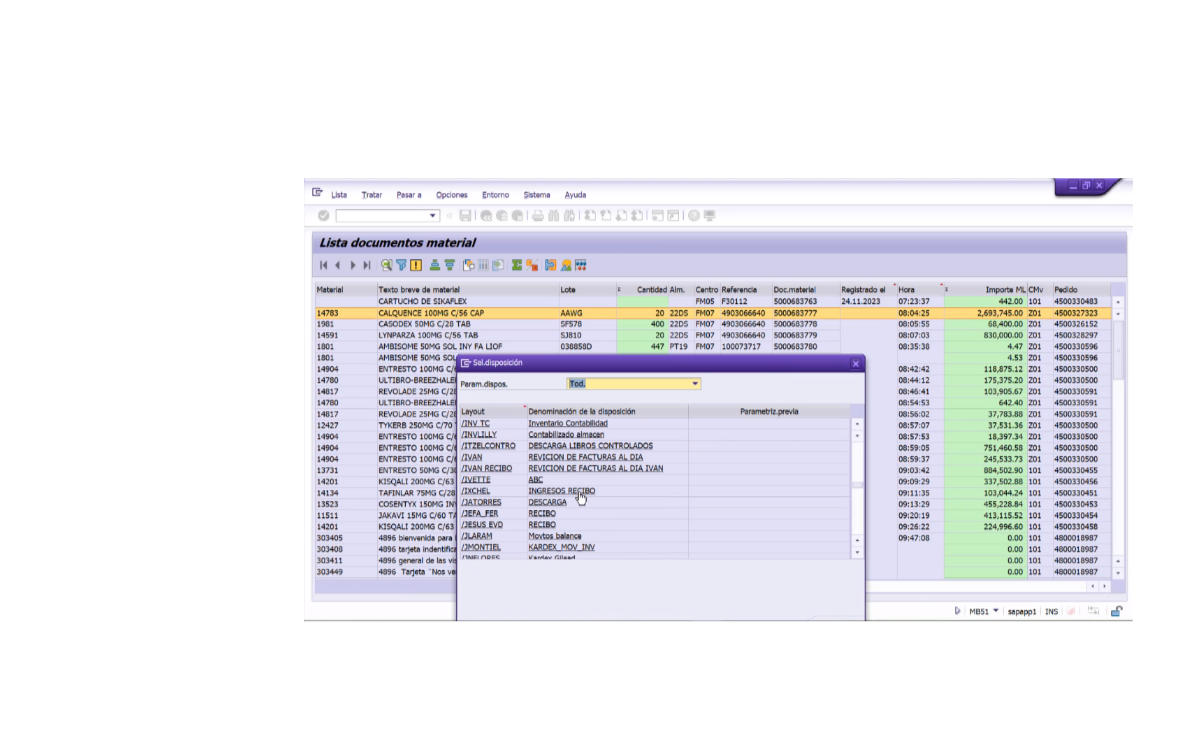 Lista Tratar Pasar a Opciones Entorno Sistema Ayuda
Lista documentos material
Material Texto breve de material Lote Cantidad Alm. Centro Referencia Doc.material Registrado el Hora Importe ML CMv Pedido
CARTUCHO DE SIKAFLEX FM05 F30112 5000683763 24.11.2023 07:23:37 442.00 101 4500330483
14783 CALQUENCE 100MG C/56 CAP AAWG 20 22DS FM07 4903066640 5000683777 08:04:25 2,693,745.00 Z01 4500327323
1981 CASODEX 50MG C/28 TAB SF578 400 22DS FM07 4903066640 5000683778 08:05:55 68,400.00 Z01 4500326152
14591 LYNPARZA 100MG C/56 TAB SJ810 20 22DS FM07 4903066640 5000683779 08:07:03 830,000.00 Z01 4500328297
1801 AMBISOME 50MG SOL INY FA LIOF 038858D 447 PT19 FM07 100073717 5000683780 08:35:38 4.47 Z01 4500330596
1801 AMBISOME 50MG SOL 4.53 Z01 4500330596
14904 ENTRESTO 100MG C/ 08:42:42 118,875.12 Z01 4500330500
14780 ULTIBRO-BREEZHALE 08:44:12 175,375.20 Z01 4500330500
14817 REVOLADE 25MG C/28 08:46:41 103,905.67 Z01 4500330591
14780 ULTIBRO-BREEZHALE 08:54:53 642.40 Z01 4500330591
14817 REVOLADE 25MG C/28 08:56:02 37,783.88 Z01 4500330591
12427 TYKERB 250MG C/70 08:57:07 37,531.36 Z01 4500330500
14904 ENTRESTO 100MG C/ 08:57:53 18,397.34 Z01 4500330500
14904 ENTRESTO 100MG C/ 08:59:05 751,460.58 Z01 4500330500
14904 ENTRESTO 100MG C/ 08:59:37 245,533.73 Z01 4500330500
13731 ENTRESTO 50MG C/30 09:03:42 884,502.90 101 4500330455
14201 KISQALI 200MG C/63 09:09:29 337,502.88 101 4500330456
14134 TAFINLAR 75MG C/28 09:11:35 103,044.24 101 4500330451
13523 COSENTYX 150MG IN 09:13:29 455,228.84 101 4500330453
11511 JAKAVI 15MG C/60 TA 09:20:19 413,115.52 101 4500330454
14201 KISQALI 200MG C/63 09:26:22 224,996.60 101 4500330458
303405 4896 bienvenida para 09:47:08 0.00 101 4800018987
303408 4896 tarjeta indentifica 0.00 101 4800018987
303411 4896 general de las vis 0.00 101 4800018987
303449 4896 Tarjeta ¨Nos ve 0.00 101 4800018987
Sel.disposición
Param.dispos. Tod.
Layout Denominación de la disposición Parametriz.previa
/INV TC Inventario Contabilidad
/INVLILLY Contabilizado almacen
/ITZELCONTRO DESCARGA LIBROS CONTROLADOS
/IVAN REVICION DE FACTURAS AL DIA
/IVAN RECIBO REVICION DE FACTURAS AL DIA IVAN
/IVETTE ABC
/IXCHEL INGRESOS RECIBO
/JATORRES DESCARGA
/JEFA_FER RECIBO
/JESUS EVD RECIBO
/JLARAM Movtos balance
/JMONTIEL KARDEX_MOV_INV
/JNFLORES Kardex Gilead
MB51 sapapp1 INS